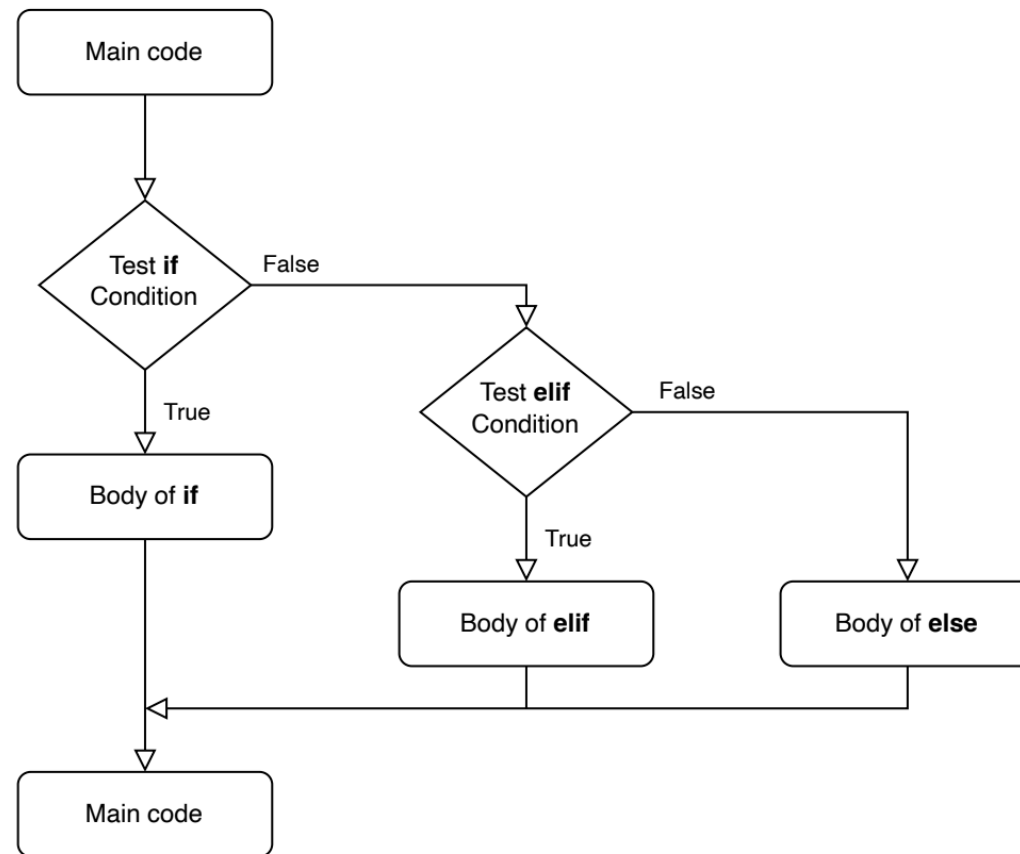 Main code
Test if
Condition
False
True
Test elif
Condition
False
Body of if
True
Body of elif
Body of else
Main code